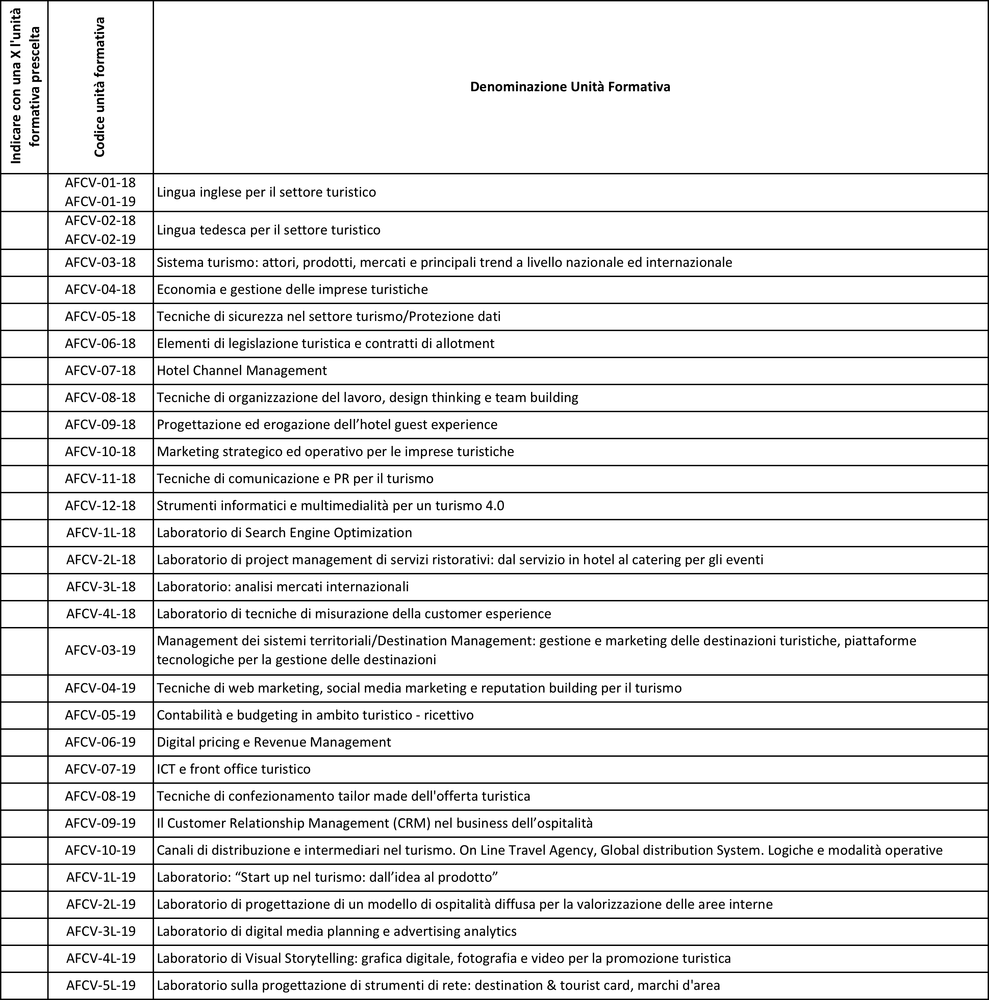 Indicare con una X l'unità
formativa prescelta
Codice unità formativa
Denominazione Unità Formativa
AFCV-01-18
AFCV-01-19
Lingua inglese per il settore turistico
AFCV-02-18
AFCV-02-19
Lingua tedesca per il settore turistico
AFCV-03-18 Sistema turismo: attori, prodotti, mercati e principali trend a livello nazionale ed internazionale
AFCV-04-18 Economia e gestione delle imprese turistiche
AFCV-05-18 Tecniche di sicurezza nel settore turismo/Protezione dati
AFCV-06-18 Elementi di legislazione turistica e contratti di allotment
AFCV-07-18 Hotel Channel Management
AFCV-08-18 Tecniche di organizzazione del lavoro, design thinking e team building
AFCV-09-18 Progettazione ed erogazione dell’hotel guest experience
AFCV-10-18 Marketing strategico ed operativo per le imprese turistiche
AFCV-11-18 Tecniche di comunicazione e PR per il turismo
AFCV-12-18 Strumenti informatici e multimedialità per un turismo 4.0
AFCV-1L-18 Laboratorio di Search Engine Optimization
AFCV-2L-18 Laboratorio di project management di servizi ristorativi: dal servizio in hotel al catering per gli eventi
AFCV-3L-18 Laboratorio: analisi mercati internazionali
AFCV-4L-18 Laboratorio di tecniche di misurazione della customer esperience
AFCV-03-19
Management dei sistemi territoriali/Destination Management: gestione e marketing delle destinazioni turistiche, piattaforme
tecnologiche per la gestione delle destinazioni
AFCV-04-19 Tecniche di web marketing, social media marketing e reputation building per il turismo
AFCV-05-19 Contabilità e budgeting in ambito turistico - ricettivo
AFCV-06-19 Digital pricing e Revenue Management
AFCV-07-19 ICT e front office turistico
AFCV-08-19 Tecniche di confezionamento tailor made dell'offerta turistica
AFCV-09-19 Il Customer Relationship Management (CRM) nel business dell’ospitalità
AFCV-10-19 Canali di distribuzione e intermediari nel turismo. On Line Travel Agency, Global distribution System. Logiche e modalità operative
AFCV-1L-19 Laboratorio: “Start up nel turismo: dall’idea al prodotto”
AFCV-2L-19 Laboratorio di progettazione di un modello di ospitalità diffusa per la valorizzazione delle aree interne
AFCV-3L-19 Laboratorio di digital media planning e advertising analytics
AFCV-4L-19 Laboratorio di Visual Storytelling: grafica digitale, fotografia e video per la promozione turistica
AFCV-5L-19 Laboratorio sulla progettazione di strumenti di rete: destination & tourist card, marchi d'area